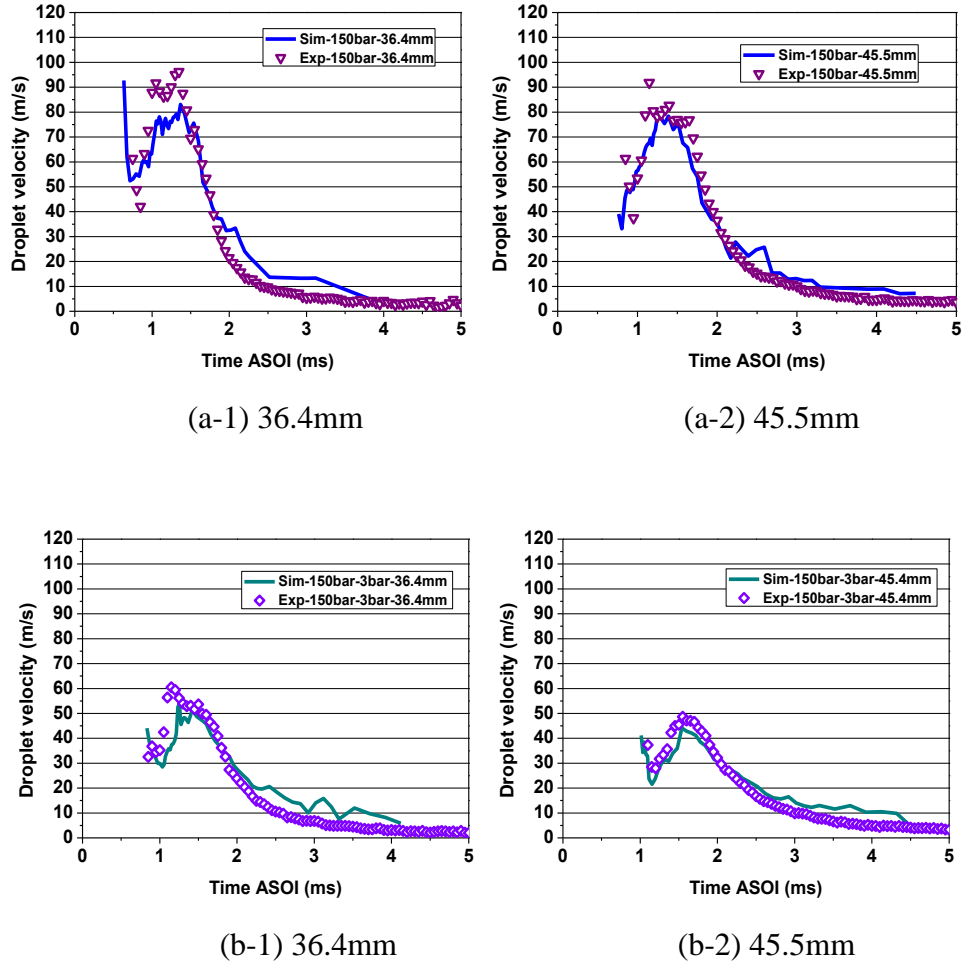 120
110
100
90
80
70
60
50
40
30
20
10
0
Droplet velocity (m/s)
Sim-150bar-36.4mm
Exp-150bar-36.4mm
0 1 2 3 4 5
Time ASOI (ms)
(a-1) 36.4mm
120
110
100
90
80
70
60
50
40
30
20
10
0
Droplet velocity (m/s)
Sim-150bar-45.5mm
Exp-150bar-45.5mm
0 1 2 3 4 5
Time ASOI (ms)
(a-2) 45.5mm
120
110
100
90
80
70
60
50
40
30
20
10
0
Droplet velocity (m/s)
Sim-150bar-3bar-36.4mm
Exp-150bar-3bar-36.4mm
0 1 2 3 4 5
Time ASOI (ms)
(b-1) 36.4mm
120
110
100
90
80
70
60
50
40
30
20
10
0
Droplet velocity (m/s)
Sim-150bar-3bar-45.4mm
Exp-150bar-3bar-45.4mm
0 1 2 3 4 5
Time ASOI (ms)
(b-2) 45.5mm